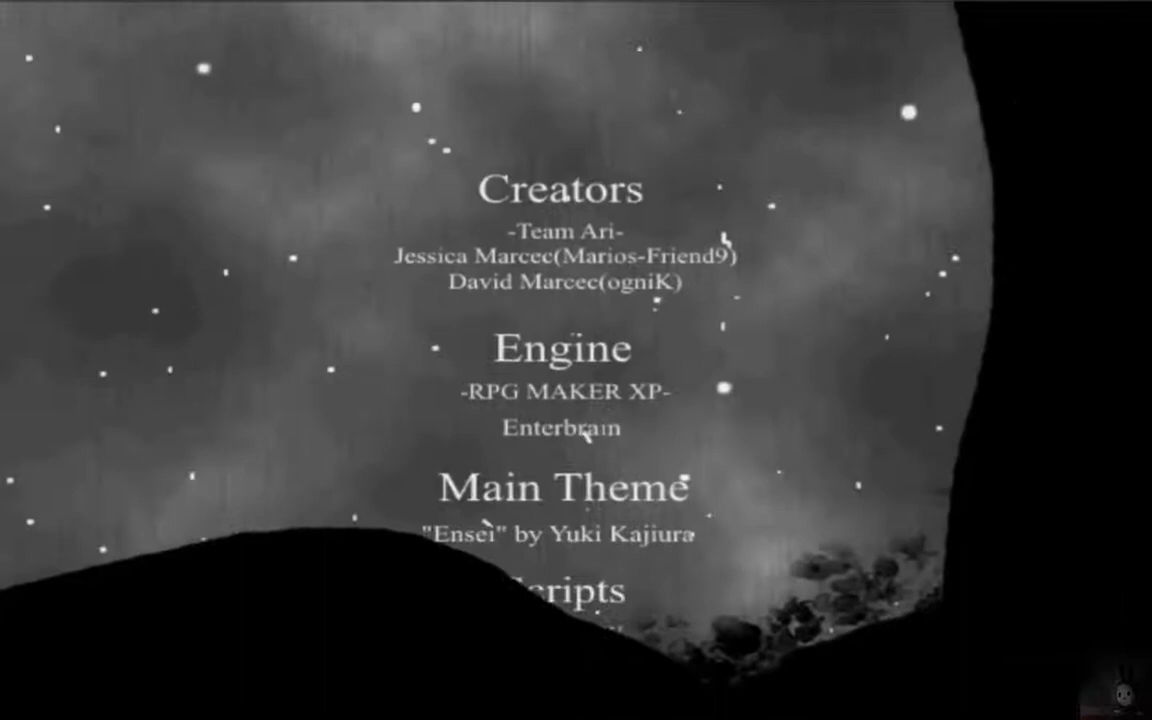 Creators
-Team Ari-
Jessica Marcec(Marios-Friend9)
David Marcec(ogniK)
Engine
-RPG MAKER XP-
Enterbrain
Main Theme
"Ensei" by Yuki Kajiura
cripts